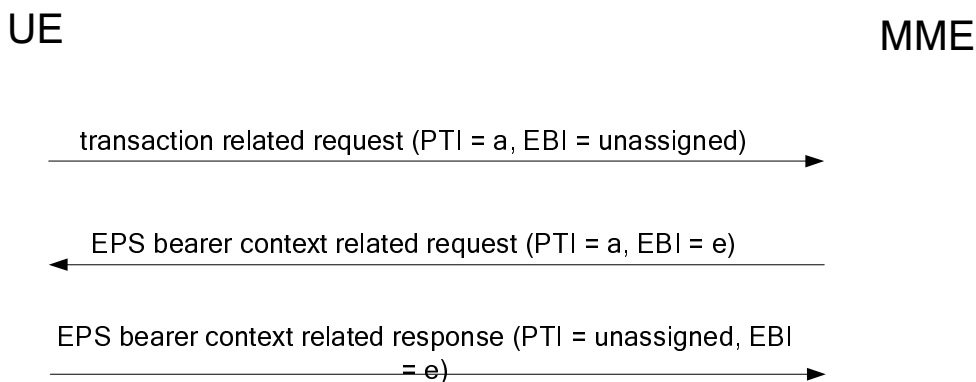 UE
MME
transaction related request (PTI = a, EBI = unassigned)
EPS bearer context related request (PTI = a, EBI = e)
EPS bearer context related response (PTI = unassigned, EBI
= e)